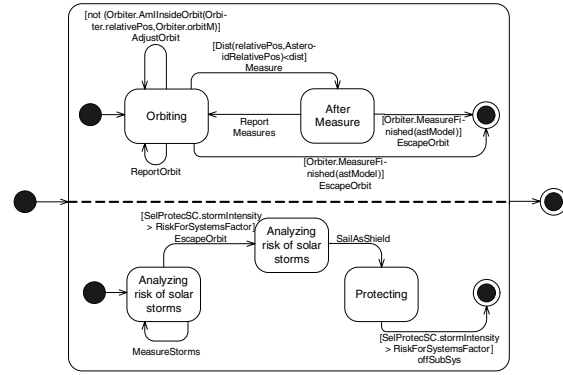 [not (Orbiter.AmIInsideOrbit(Orbi-
ter.relativePos,Orbiter.orbitM)]
AdjustOrbit
[Dist(relativePos,Astero-
idRelativePos)<dist]
Measure
Orbiting
After
Measure
Report
Measures
[Orbiter.MeasureFi-
nished(astModel)]
EscapeOrbit
ReportOrbit
[Orbiter.MeasureFi-
nished(astModel)]
EscapeOrbit
[SelProtecSC.stormIntensity
> RiskForSystemsFactor]
EscapeOrbit
Analyzing
risk of solar
storms
SailAsShield
Analyzing
risk of solar
storms
Protecting
MeasureStorms
[SelProtecSC.stormIntensity
> RiskForSystemsFactor]
offSubSys